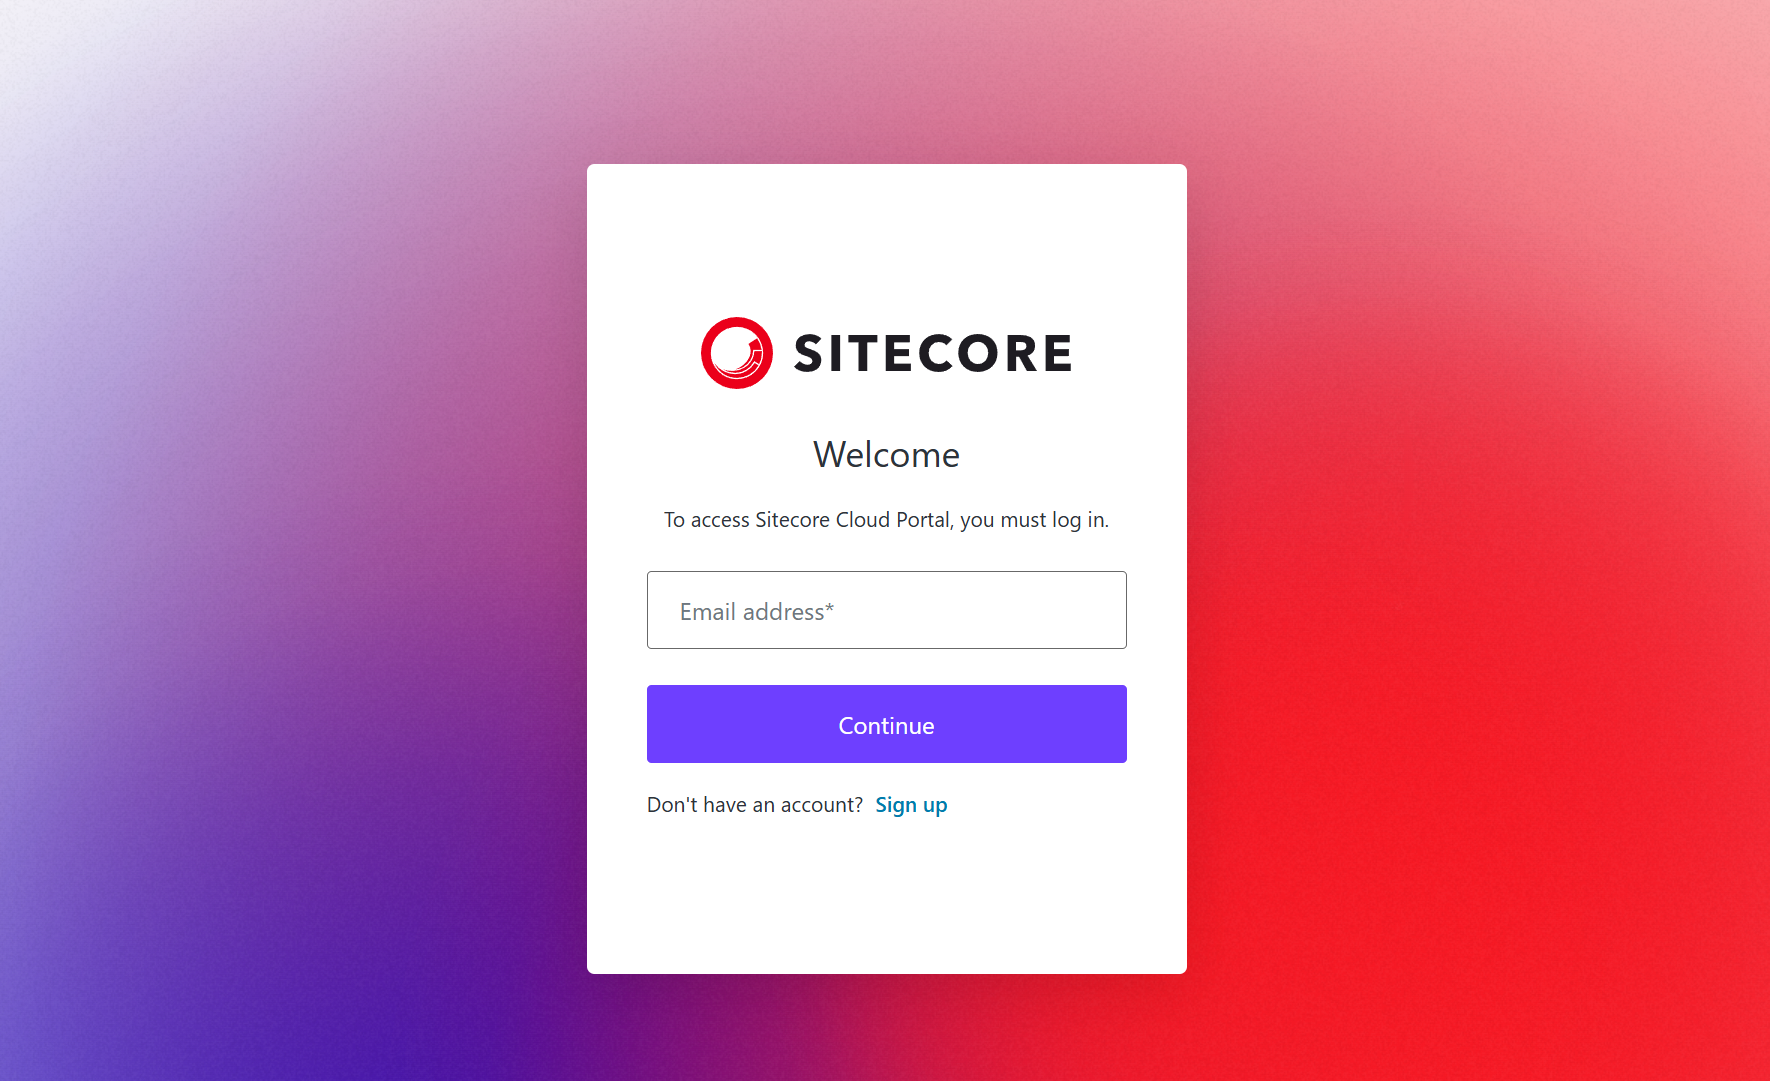 SITECORE
Welcome
To access Sitecore Cloud Portal, you must log in.
Email address*
Continue
Don't have an account? Sign up